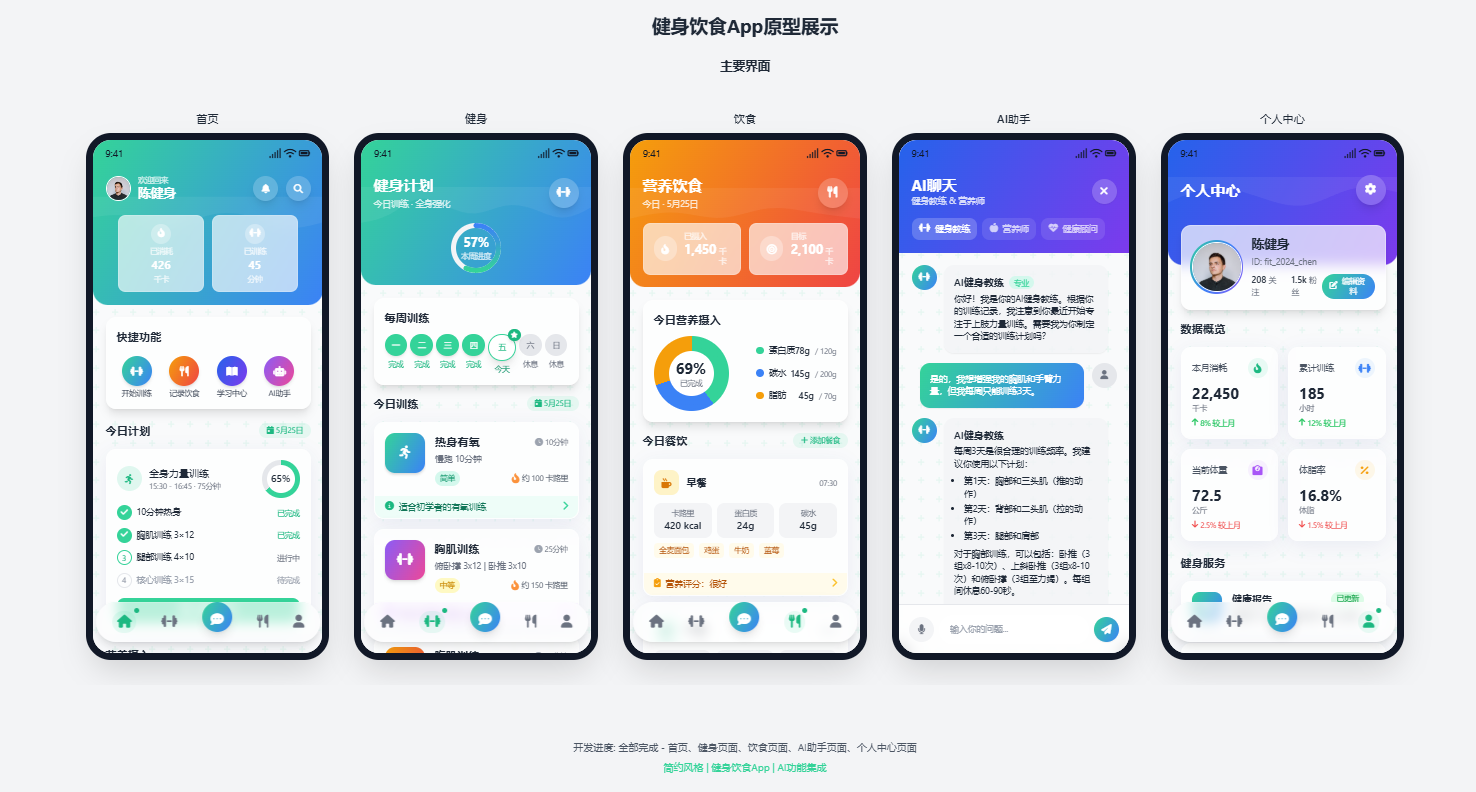 健身饮食App原型展示
主要界面
首页
9:41
欢迎回来
陈健身
已消耗
426
千卡
已训练
45
分钟
快捷功能
开始训练
记录饮食
学习中心
AI助手
今日计划
5月25日
全身力量训练
15:30 - 16:45 · 75分钟
65%
10分钟热身
已完成
胸肌训练 3×12
已完成
3
腿部训练 4×10
进行中
4
核心训练 3×15
待完成
健身
9:41
健身计划
今日训练 · 全身强化
57%
本周进度
每周训练
一
二
三
四
五
六
日
完成
完成
完成
完成
今天
休息
休息
今日训练
5月25日
热身有氧
10分钟
慢跑 10分钟
简单
约 100 卡路里
适合初学者的有氧训练
胸肌训练
25分钟
俯卧撑 3x12 | 卧推 3x10
中等
约 150 卡路里
饮食
9:41
营养饮食
今日 · 5月25日
已摄入
1,450 千卡
目标
2,100 千卡
今日营养摄入
69%
已完成
蛋白质 78g / 120g
碳水 145g / 200g
脂肪 45g / 70g
今日餐饮
添加餐食
早餐
07:30
卡路里
420 kcal
蛋白质
24g
碳水
45g
全麦面包
鸡蛋
牛奶
蓝莓
营养评分：很好
AI助手
9:41
AI聊天
健身教练 & 营养师
健身教练
营养师
健康顾问
AI健身教练
专业
你好！我是你的AI健身教练。根据你
的训练记录，我注意到你最近开始专
注于上肢力量训练。需要我为你制定
一个合适的训练计划吗？
是的，我想增强我的胸肌和手臂力
量，但我每周只能训练3天。
AI健身教练
每周3天是很合理的训练频率。我建
议你使用以下计划：
第1天：胸部和三头肌（推的动
作）
第2天：背部和二头肌（拉的动
作）
第3天：腿部和肩部
对于胸部训练，可以包括：卧推（3
组x8-10次）、上斜卧推（3组x8-10
次）和俯卧撑（3组至力竭）。每组
间休息60-90秒。
输入你的问题...
个人中心
9:41
个人中心
陈健身
ID: fit_2024_chen
208 关
注
1.5k 粉
丝
编辑资
料
数据概览
本月消耗
22,450
千卡
8% 较上月
累计训练
185
小时
12% 较上月
当前体重
72.5
公斤
2.5% 较上月
体脂率
16.8%
体脂
1.5% 较上月
健身服务
健康报告
已更新
开发进度: 全部完成 - 首页、健身页面、饮食页面、AI助手页面、个人中心页面
简约风格 | 健身饮食App | AI功能集成